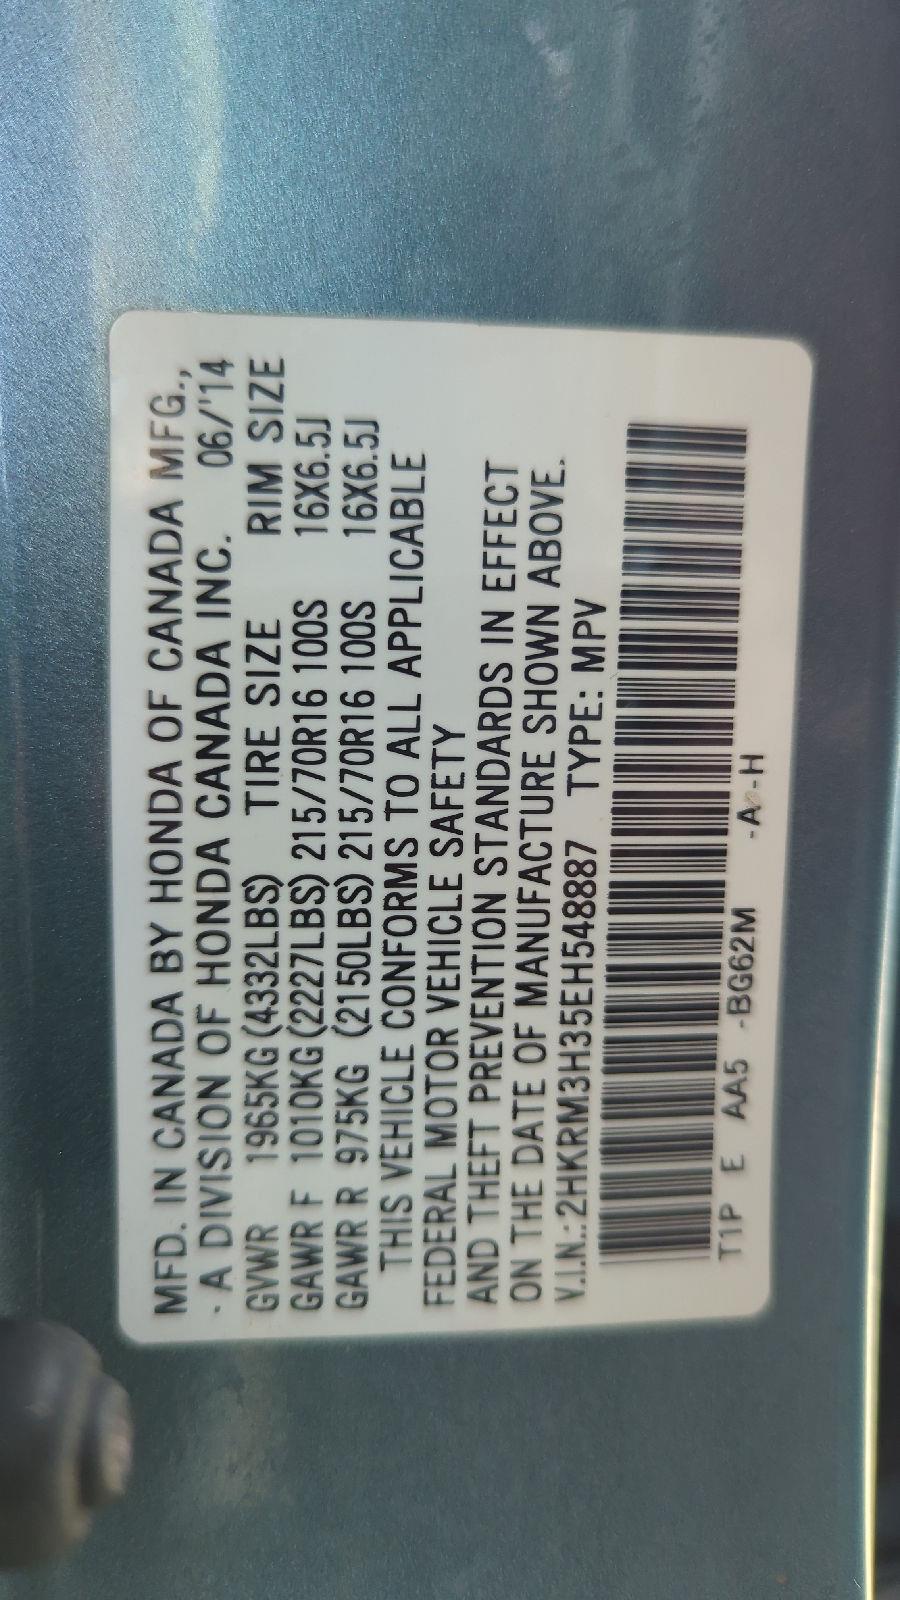 MFD. IN CANADA BY HONDA OF CANADA MFG.,
A DIVISION OF HONDA CANADA INC. 06/'14
GVWR 1965KG (4332LBS) TIRE SIZE RIM SIZE
GAWR F 1010KG (2227LBS) 215/70R16 100S 16X6.5J
GAWR R 975KG (2150LBS) 215/70R16 100S 16X6.5J
THIS VEHICLE CONFORMS TO ALL APPLICABLE
FEDERAL MOTOR VEHICLE SAFETY
AND THEFT PREVENTION STANDARDS IN EFFECT
ON THE DATE OF MANUFACTURE SHOWN ABOVE.
V.I.N.: 2HKRM3H35EH548887 TYPE: MPV
T1P E AA5 -BG62M -H